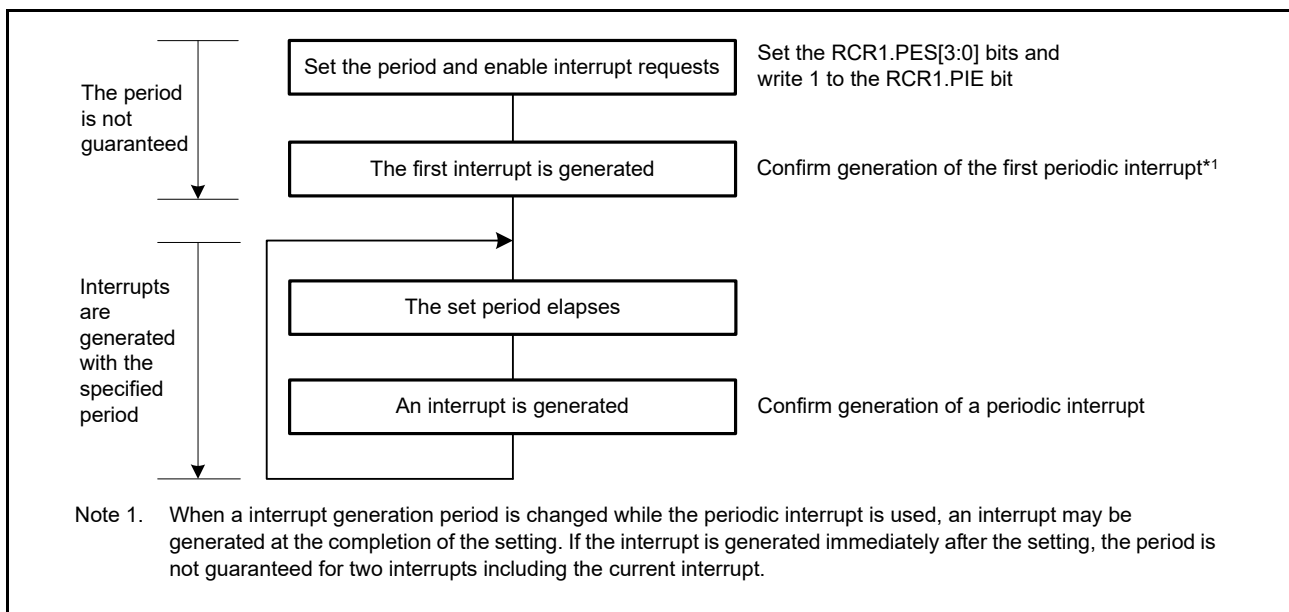 Set the period and enable interrupt requests
Set the RCR1.PES[3:0] bits and
write 1 to the RCR1.PIE bit
The period
is not
guaranteed
The first interrupt is generated
Confirm generation of the first periodic interrupt*1
Interrupts
are
generated
with the
specified
period
The set period elapses
An interrupt is generated
Confirm generation of a periodic interrupt
Note 1. When a interrupt generation period is changed while the periodic interrupt is used, an interrupt may be
generated at the completion of the setting. If the interrupt is generated immediately after the setting, the period is
not guaranteed for two interrupts including the current interrupt.